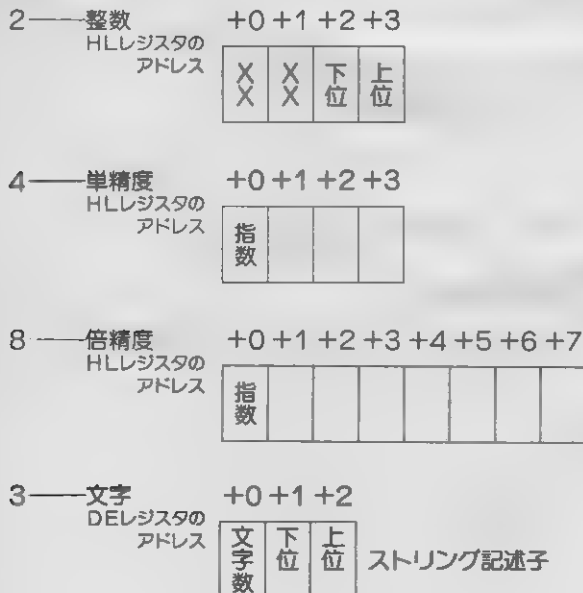 2――整数 +0 +1 +2 +3
HLレジスタの
アドレス
XX XX 下位 上位
4――単精度 +0 +1 +2 +3
HLレジスタの
アドレス
指数
8――倍精度 +0 +1 +2 +3 +4 +5 +6 +7
HLレジスタの
アドレス
指数
3――文字 +0 +1 +2
DEレジスタの
アドレス
文字数 下位 上位 ストリング記述子